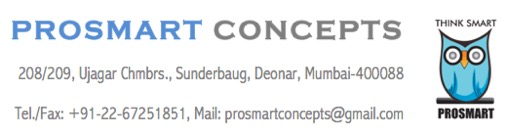 PROSMART CONCEPTS
208/209, Ujagar Chmbrs., Sunderbaug, Deonar, Mumbai-400088
Tel./Fax: +91-22-67251851, Mail: prosmartconcepts@gmail.com
THINK SMART
PROSMART